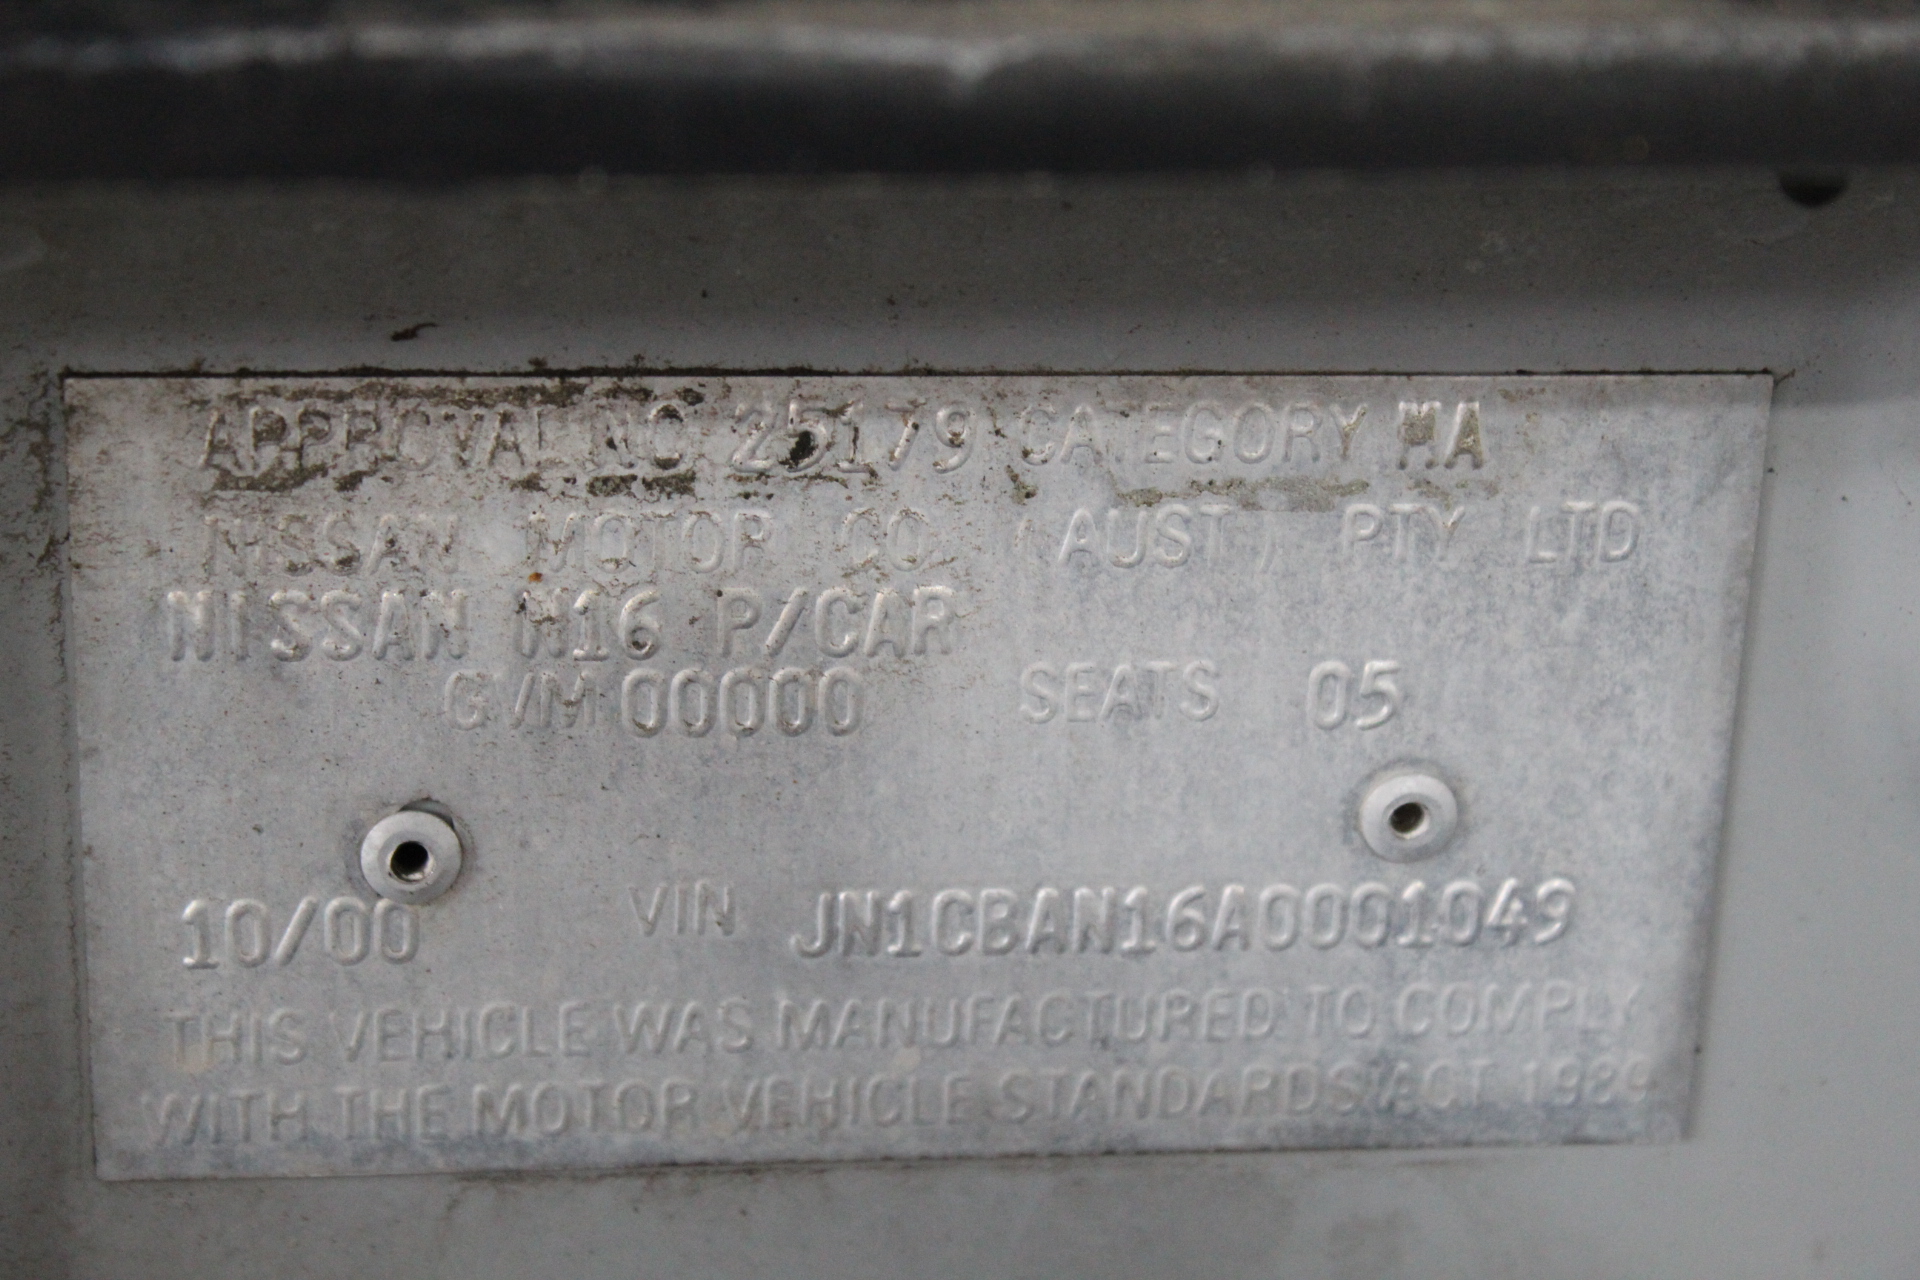 APPROVAL NO 25179 CATEGORY MA
NISSAN MOTOR CO (AUST) PTY LTD
NISSAN N16 P/CAR
GVM 00000 SEATS 05
10/00 VIN JN1CBAN16A0001049
THIS VEHICLE WAS MANUFACTURED TO COMPLY
WITH THE MOTOR VEHICLE STANDARDS ACT 1989